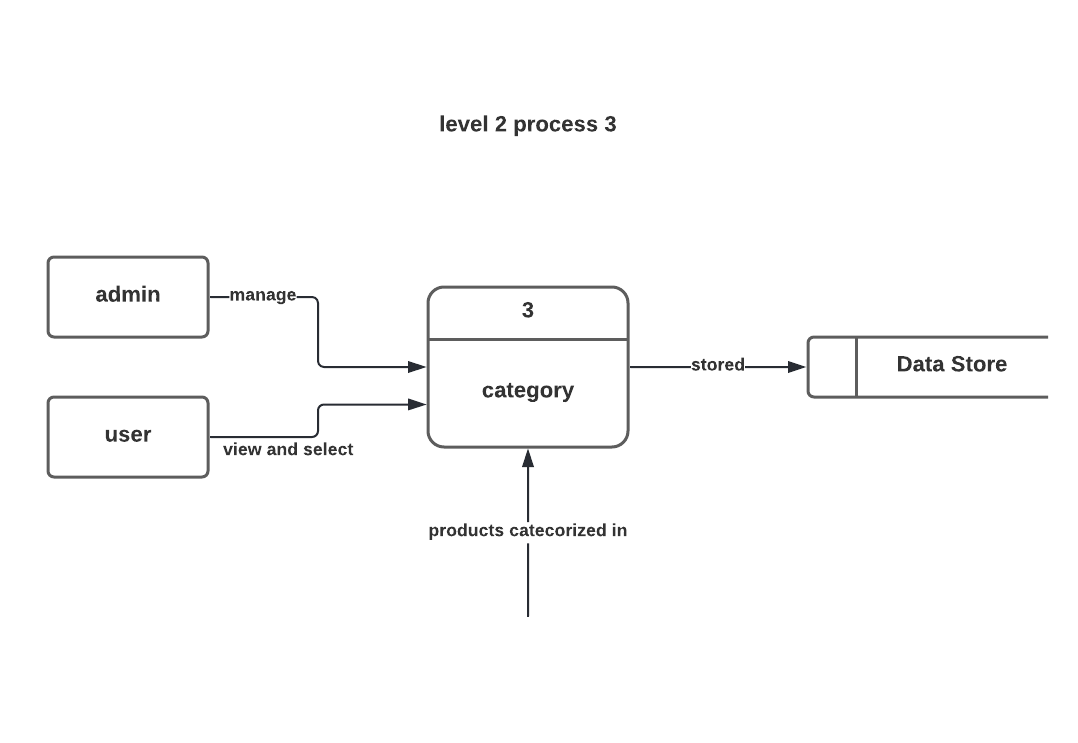 level 2 process 3
admin
manage
3
category
stored
Data Store
user
view and select
products catecorized in